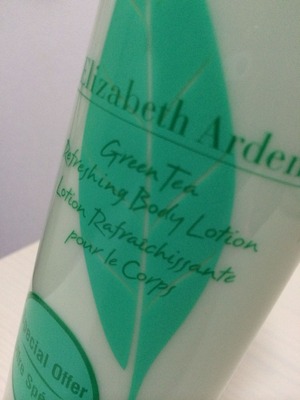 Elizabeth Arden
Green Tea
Refreshing Body Lotion
Lotion Rafraîchissante
pour le Corps
Special Offer